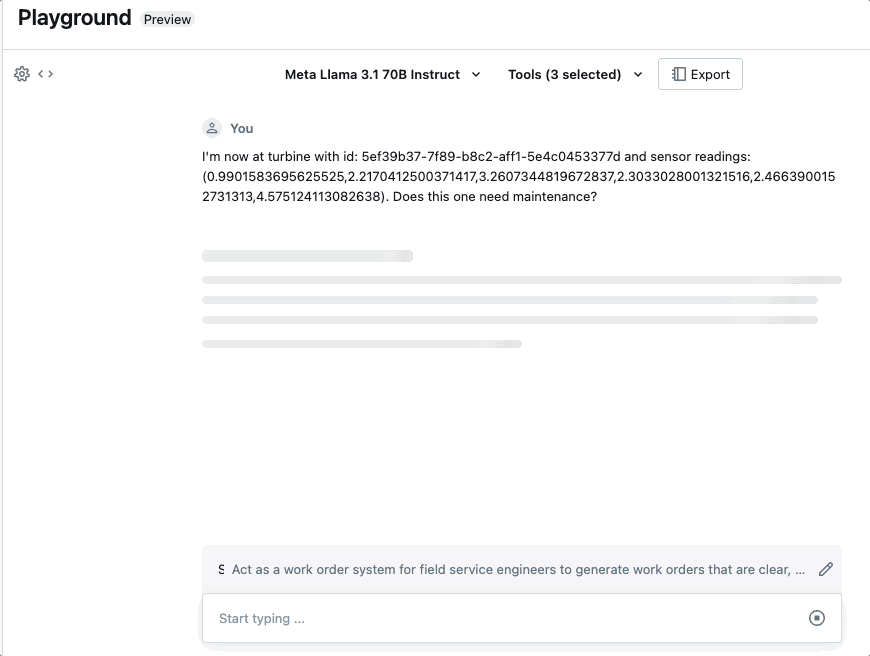 Playground Preview
Meta Llama 3.1 70B Instruct Tools (3 selected) Export
You
I'm now at turbine with id: 5ef39b37-7f89-b8c2-aff1-5e4c0453377d and sensor readings:
(0.9901583695625525,2.2170412500371417,3.2607344819672837,2.3033028001321516,2.466390015
2731313,4.575124113082638). Does this one need maintenance?
S Act as a work order system for field service engineers to generate work orders that are clear, ...
Start typing ...